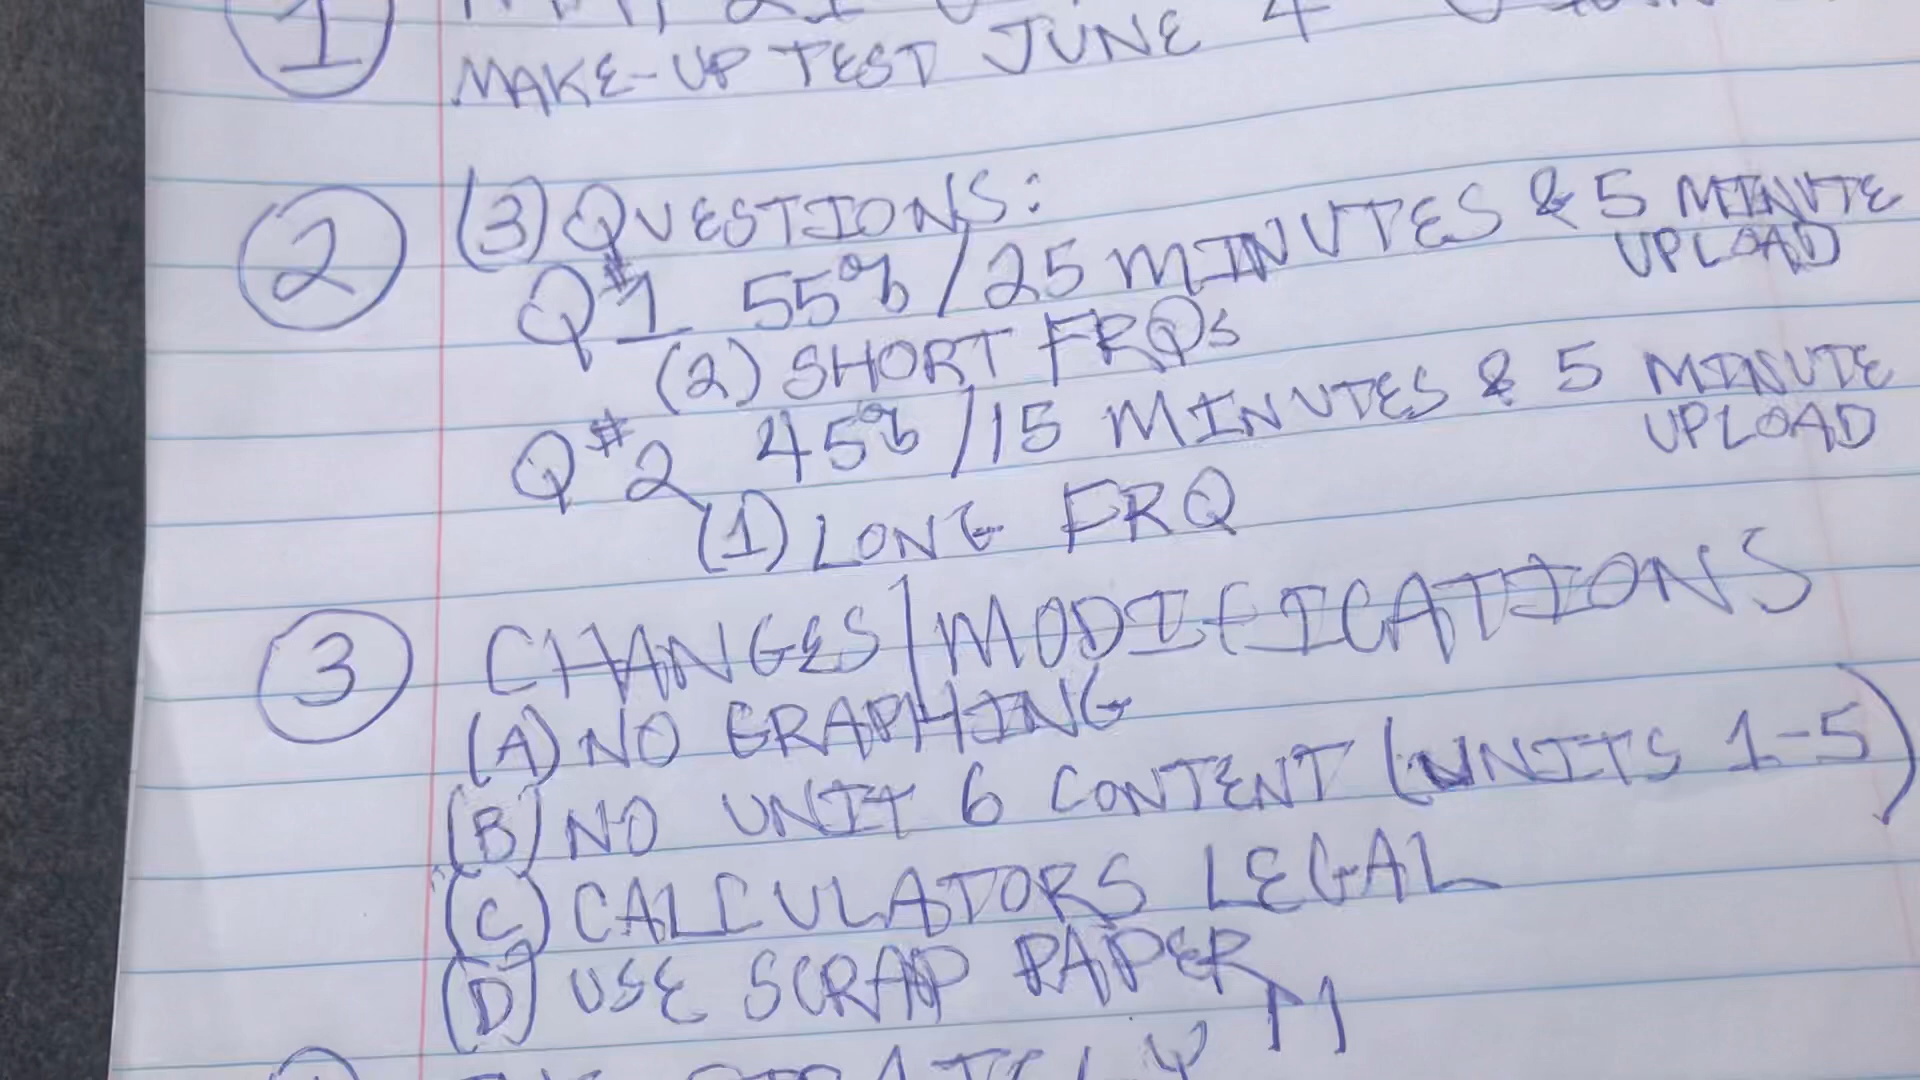 ①
MAKE-UP TEST JUNE 4
② (3) QUESTIONS:
Q#1 55% / 25 MINUTES & 5 MINUTE UPLOAD
(2) SHORT FRQs
Q#2 45% / 15 MINUTES & 5 MINUTE UPLOAD
(1) LONG FRQ
③ CHANGES/MODIFICATIONS
(A) NO GRAPHING
(B) NO UNIT 6 CONTENT (UNITS 1-5)
(C) CALCULATORS LEGAL
(D) USE SCRAP PAPER